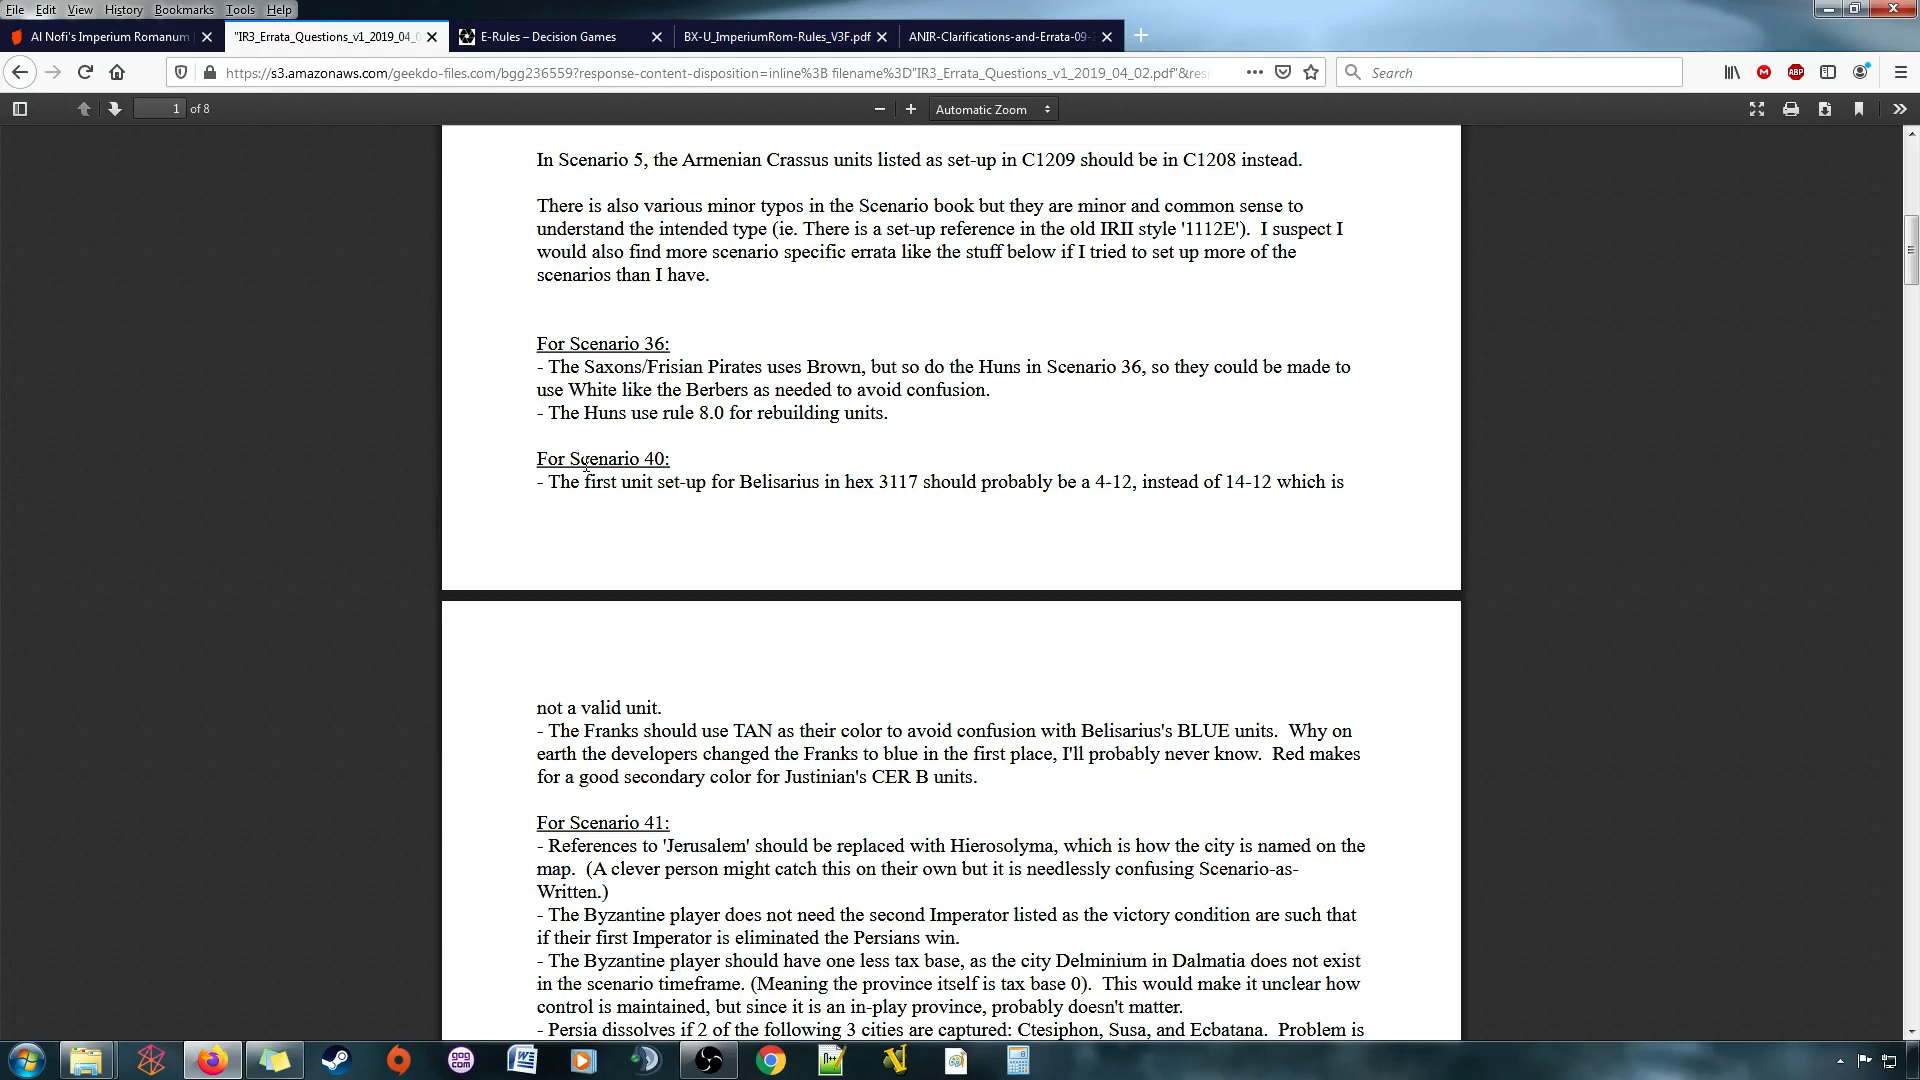 File Edit View History Bookmarks Tools Help
Al Nofi's Imperium Romanum
"IR3_Errata_Questions_v1_2019_04_0
E-Rules – Decision Games
BX-U_ImperiumRom-Rules_V3F.pdf
ANIR-Clarifications-and-Errata-09-
https://s3.amazonaws.com/geekdo-files.com/bgg236559?response-content-disposition=inline%3B filename%3D"IR3_Errata_Questions_v1_2019_04_02.pdf"&resp
Search
1 of 8
Automatic Zoom
In Scenario 5, the Armenian Crassus units listed as set-up in C1209 should be in C1208 instead.
There is also various minor typos in the Scenario book but they are minor and common sense to
understand the intended type (ie. There is a set-up reference in the old IRII style '1112E'). I suspect I
would also find more scenario specific errata like the stuff below if I tried to set up more of the
scenarios than I have.
For Scenario 36:
- The Saxons/Frisian Pirates uses Brown, but so do the Huns in Scenario 36, so they could be made to
use White like the Berbers as needed to avoid confusion.
- The Huns use rule 8.0 for rebuilding units.
For Scenario 40:
- The first unit set-up for Belisarius in hex 3117 should probably be a 4-12, instead of 14-12 which is
not a valid unit.
- The Franks should use TAN as their color to avoid confusion with Belisarius's BLUE units. Why on
earth the developers changed the Franks to blue in the first place, I'll probably never know. Red makes
for a good secondary color for Justinian's CER B units.
For Scenario 41:
- References to 'Jerusalem' should be replaced with Hierosolyma, which is how the city is named on the
map. (A clever person might catch this on their own but it is needlessly confusing Scenario-as-
Written.)
- The Byzantine player does not need the second Imperator listed as the victory condition are such that
if their first Imperator is eliminated the Persians win.
- The Byzantine player should have one less tax base, as the city Delminium in Dalmatia does not exist
in the scenario timeframe. (Meaning the province itself is tax base 0). This would make it unclear how
control is maintained, but since it is an in-play province, probably doesn't matter.
- Persia dissolves if 2 of the following 3 cities are captured: Ctesiphon, Susa, and Ecbatana. Problem is